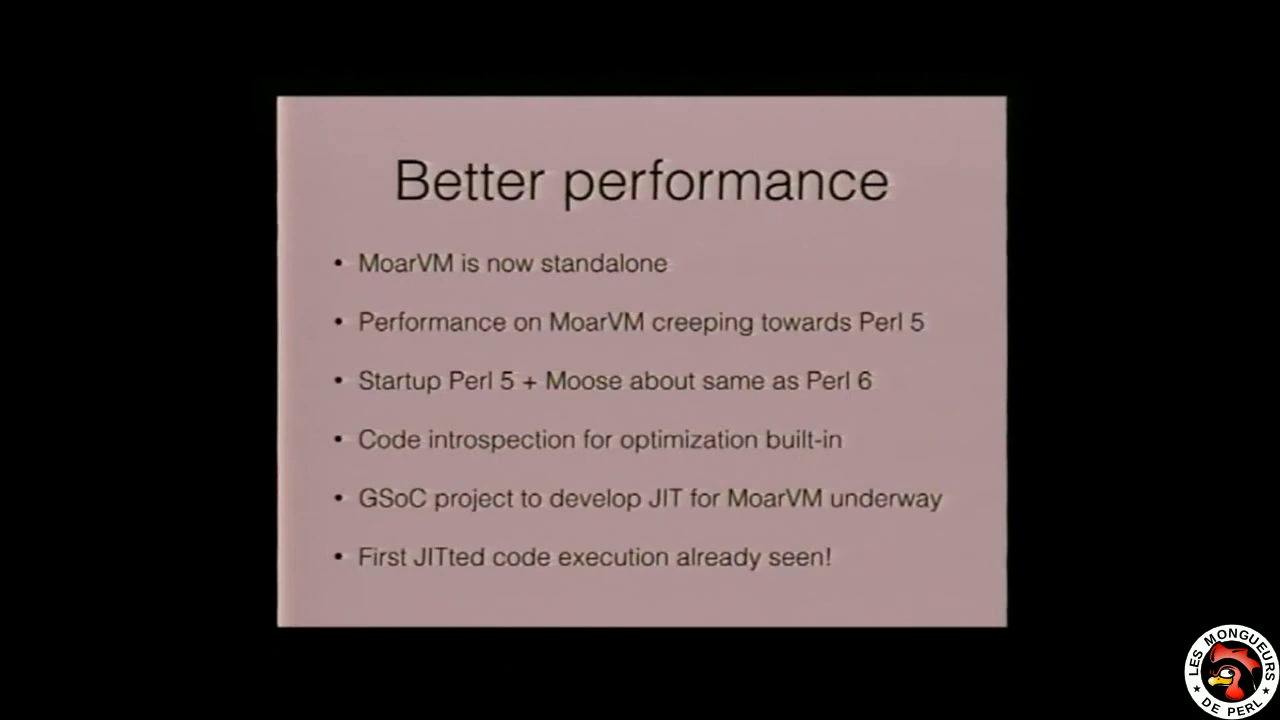 Better performance
• MoarVM is now standalone
• Performance on MoarVM creeping towards Perl 5
• Startup Perl 5 + Moose about same as Perl 6
• Code introspection for optimization built-in
• GSoC project to develop JIT for MoarVM underway
• First JITted code execution already seen!
LES MONGUEURS
DE PERL